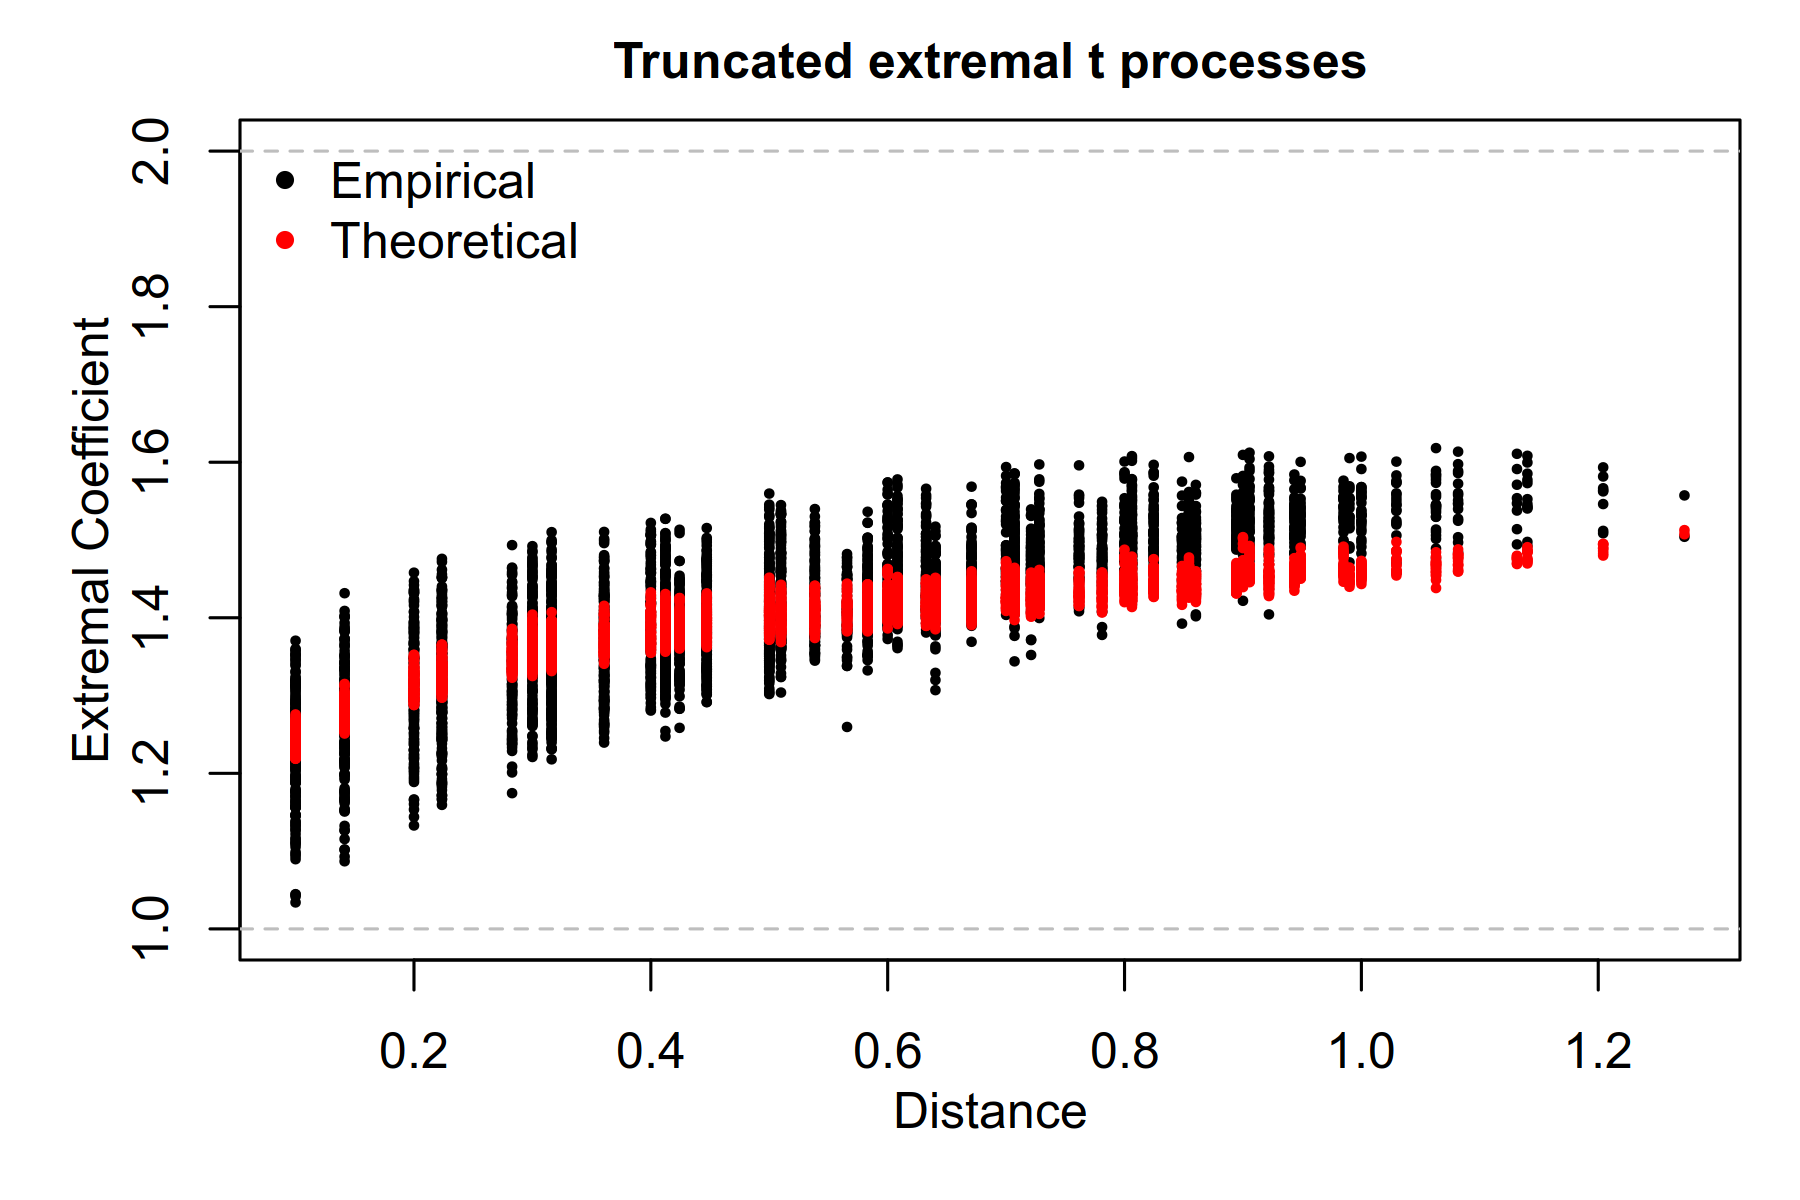 Truncated extremal t processes
Empirical
Theoretical
Extremal Coefficient
2.0
1.8
1.6
1.4
1.2
1.0
0.2 0.4 0.6 0.8 1.0 1.2
Distance